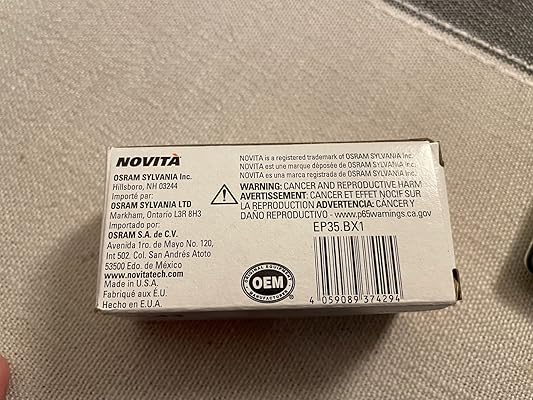 NOVITÀ
OSRAM SYLVANIA Inc.
Hillsboro, NH 03244
Importé par:
OSRAM SYLVANIA LTD
Markham, Ontario L3R 8H3
Importado por:
OSRAM S.A. de C.V.
Avenida 1ro. de Mayo No. 120,
Int 502. Col. San Andrés Atoto
53500 Edo. de México
www.novitatech.com
Made in U.S.A.
Fabriqué aux É.U.
Hecho en E.U.A.
NOVITA is a registered trademark of OSRAM SYLVANIA Inc.
NOVITA est une marque déposée de OSRAM SYLVANIA Inc.
NOVITA es una marca registrada de OSRAM SYLVANIA Inc.
WARNING: CANCER AND REPRODUCTIVE HARM
AVERTISSEMENT: CANCER ET EFFET NOCIF SUR
LA REPRODUCTION ADVERTENCIA: CÁNCER Y
DAÑO REPRODUCTIVO - www.p65warnings.ca.gov
EP35.BX1
ORIGINAL EQUIPMENT
OEM
MANUFACTURER
4 059089 374294